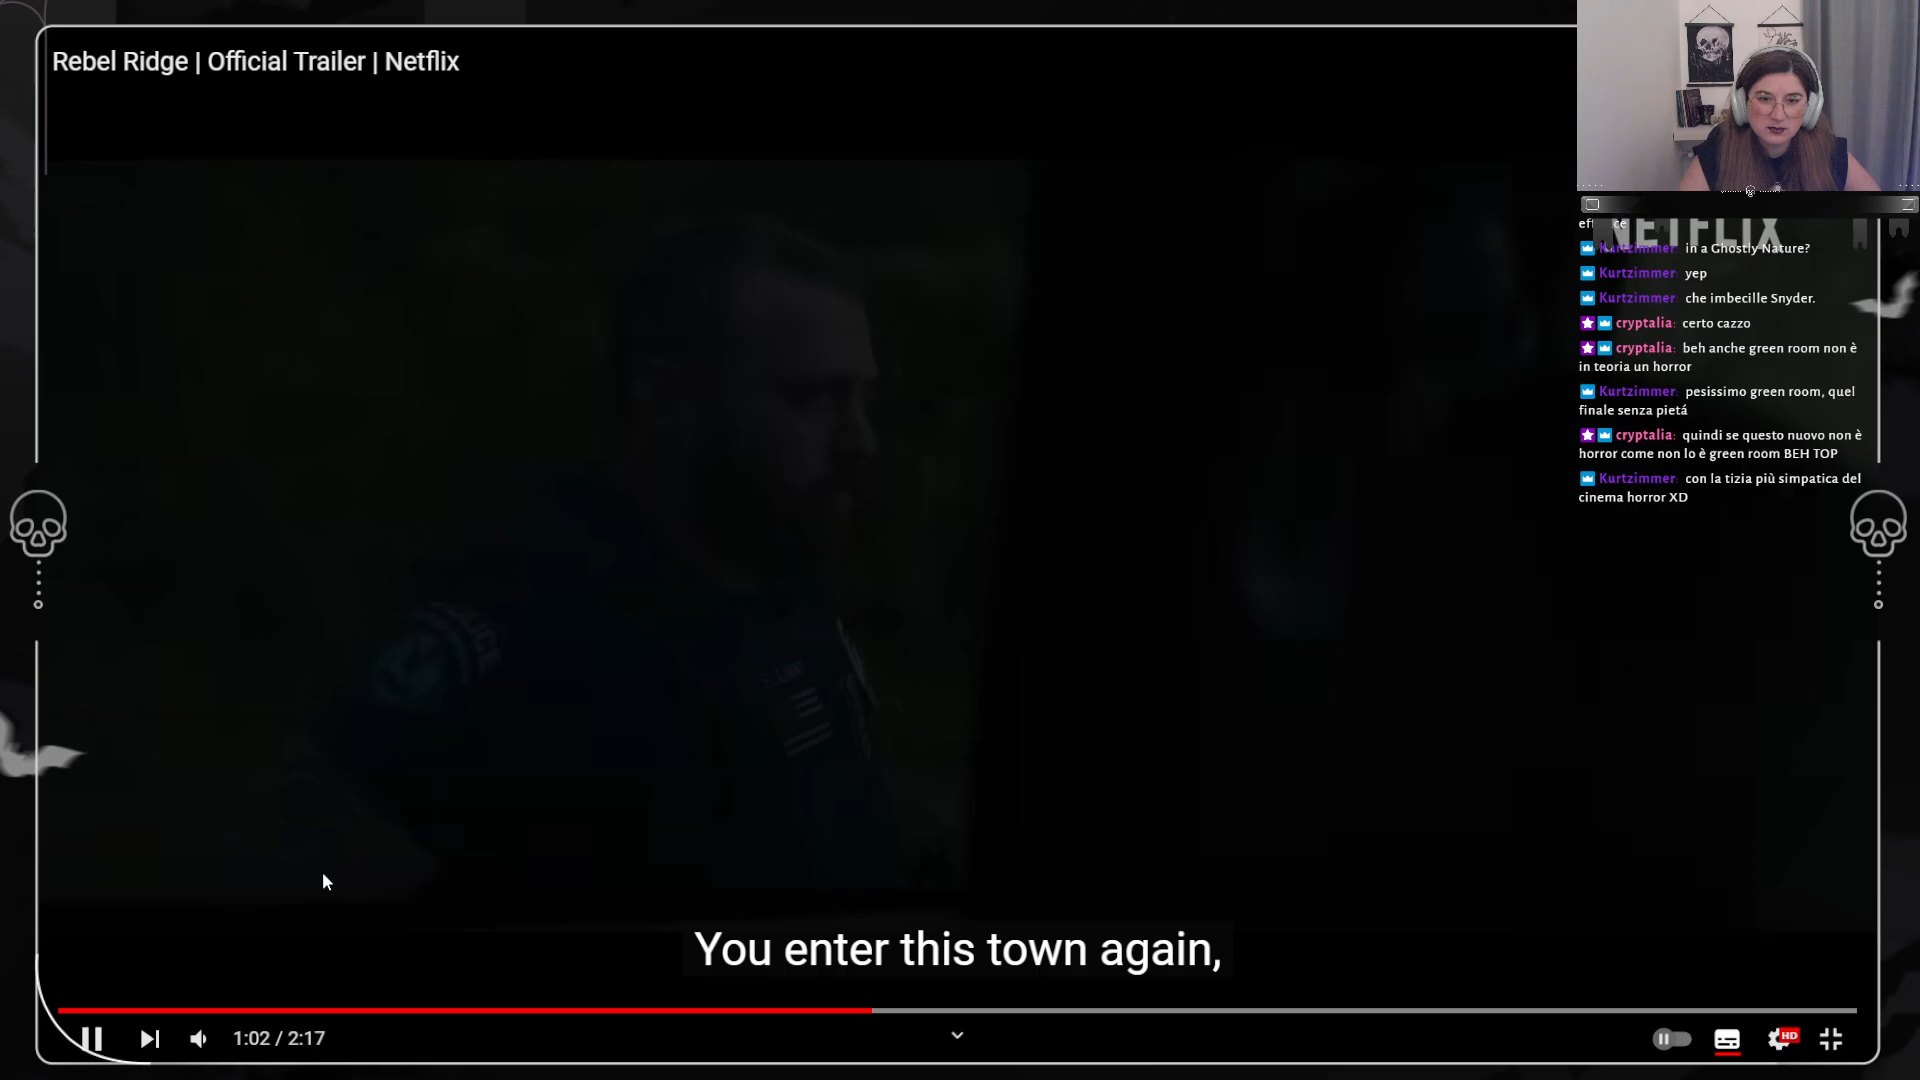 Rebel Ridge | Official Trailer | Netflix
NETFLIX
Kurtzimmer: in a Ghostly Nature?
Kurtzimmer: yep
Kurtzimmer: che imbecille Snyder.
cryptalia: certo cazzo
cryptalia: beh anche green room non è
in teoria un horror
Kurtzimmer: pesissimo green room, quel
finale senza pietá
cryptalia: quindi se questo nuovo non è
horror come non lo è green room BEH TOP
Kurtzimmer: con la tizia più simpatica del
cinema horror XD
You enter this town again,
1:02 / 2:17
HD